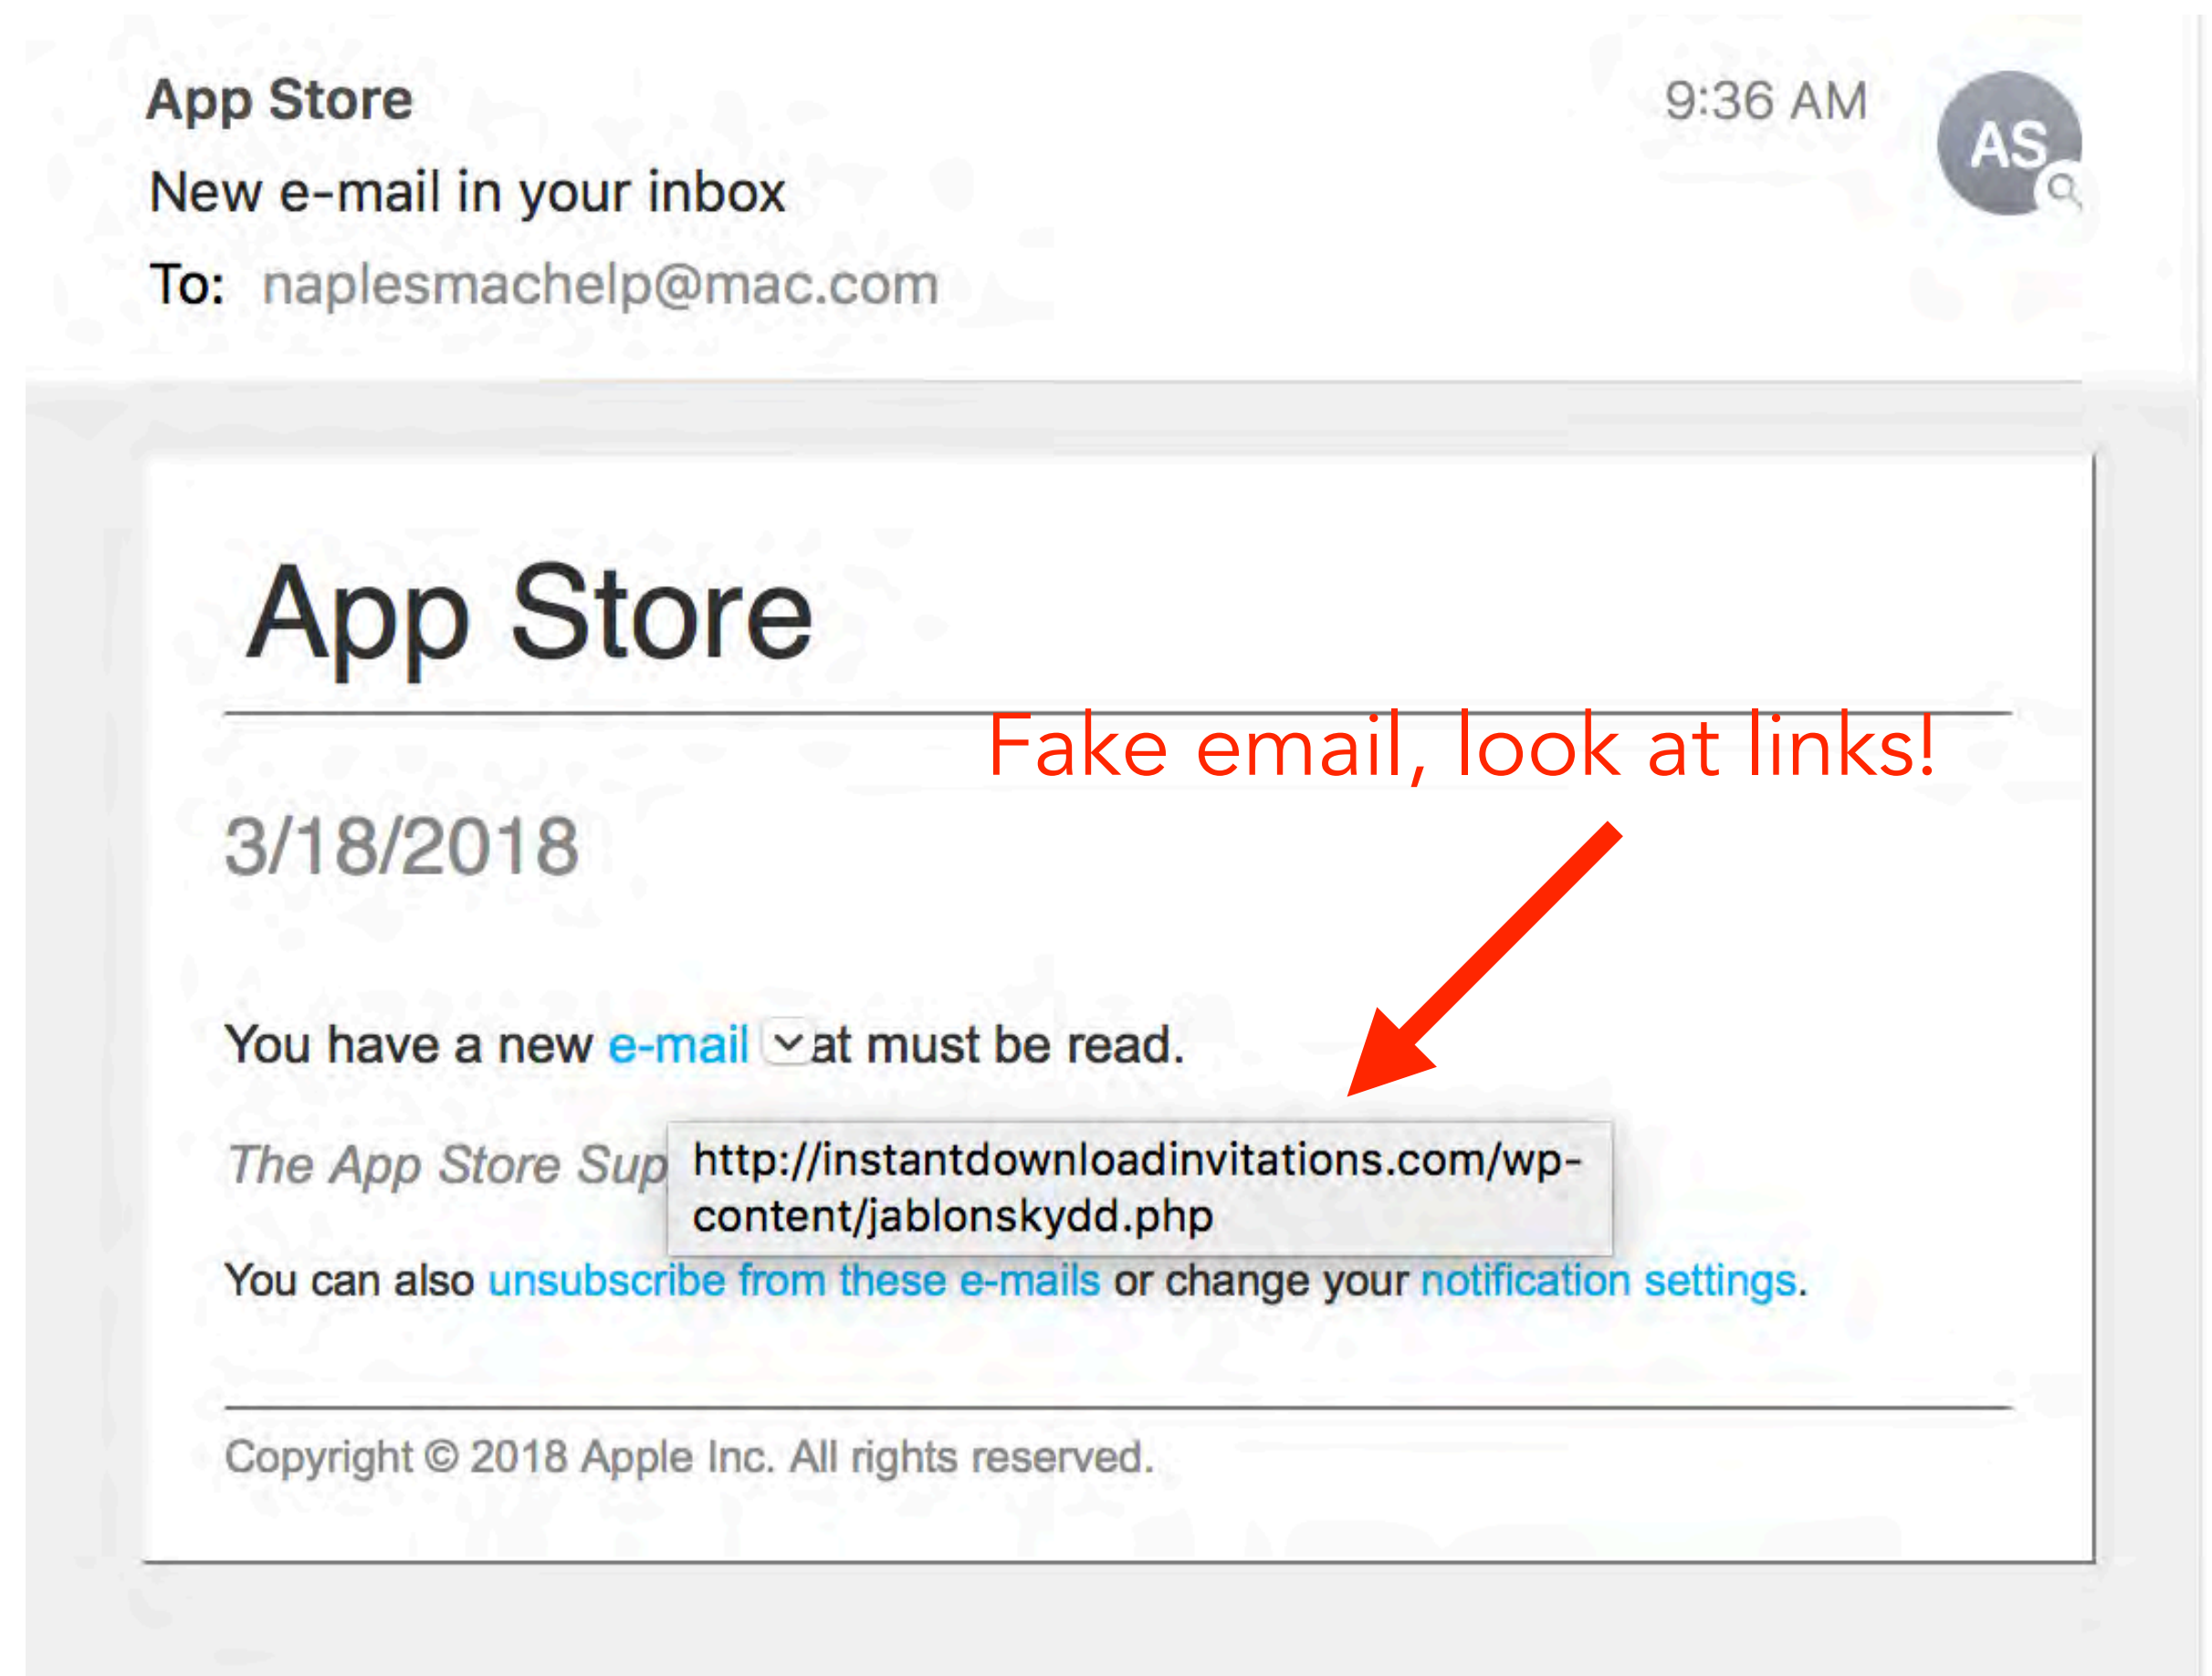 App Store
9:36 AM
AS
New e-mail in your inbox
To: naplesmachelp@mac.com
App Store
Fake email, look at links!
3/18/2018
You have a new e-mail at must be read.
The App Store Sup
http://instantdownloadinvitations.com/wp-
content/jablonskydd.php
You can also unsubscribe from these e-mails or change your notification settings.
Copyright © 2018 Apple Inc. All rights reserved.